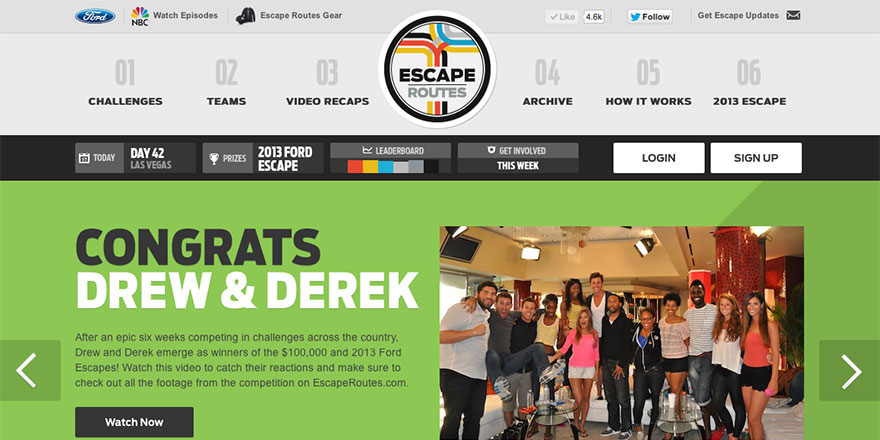 Ford
NBC
Watch Episodes
Escape Routes Gear
Like
4.6k
Follow
Get Escape Updates
01
CHALLENGES
02
TEAMS
03
VIDEO RECAPS
ESCAPE
ROUTES
04
ARCHIVE
05
HOW IT WORKS
06
2013 ESCAPE
TODAY
DAY 42
LAS VEGAS
PRIZES
2013 FORD
ESCAPE
LEADERBOARD
GET INVOLVED
THIS WEEK
LOGIN
SIGN UP
CONGRATS
DREW & DEREK
After an epic six weeks competing in challenges across the country,
Drew and Derek emerge as winners of the $100,000 and 2013 Ford
Escapes! Watch this video to catch their reactions and make sure to
check out all the footage from the competition on EscapeRoutes.com.
Watch Now